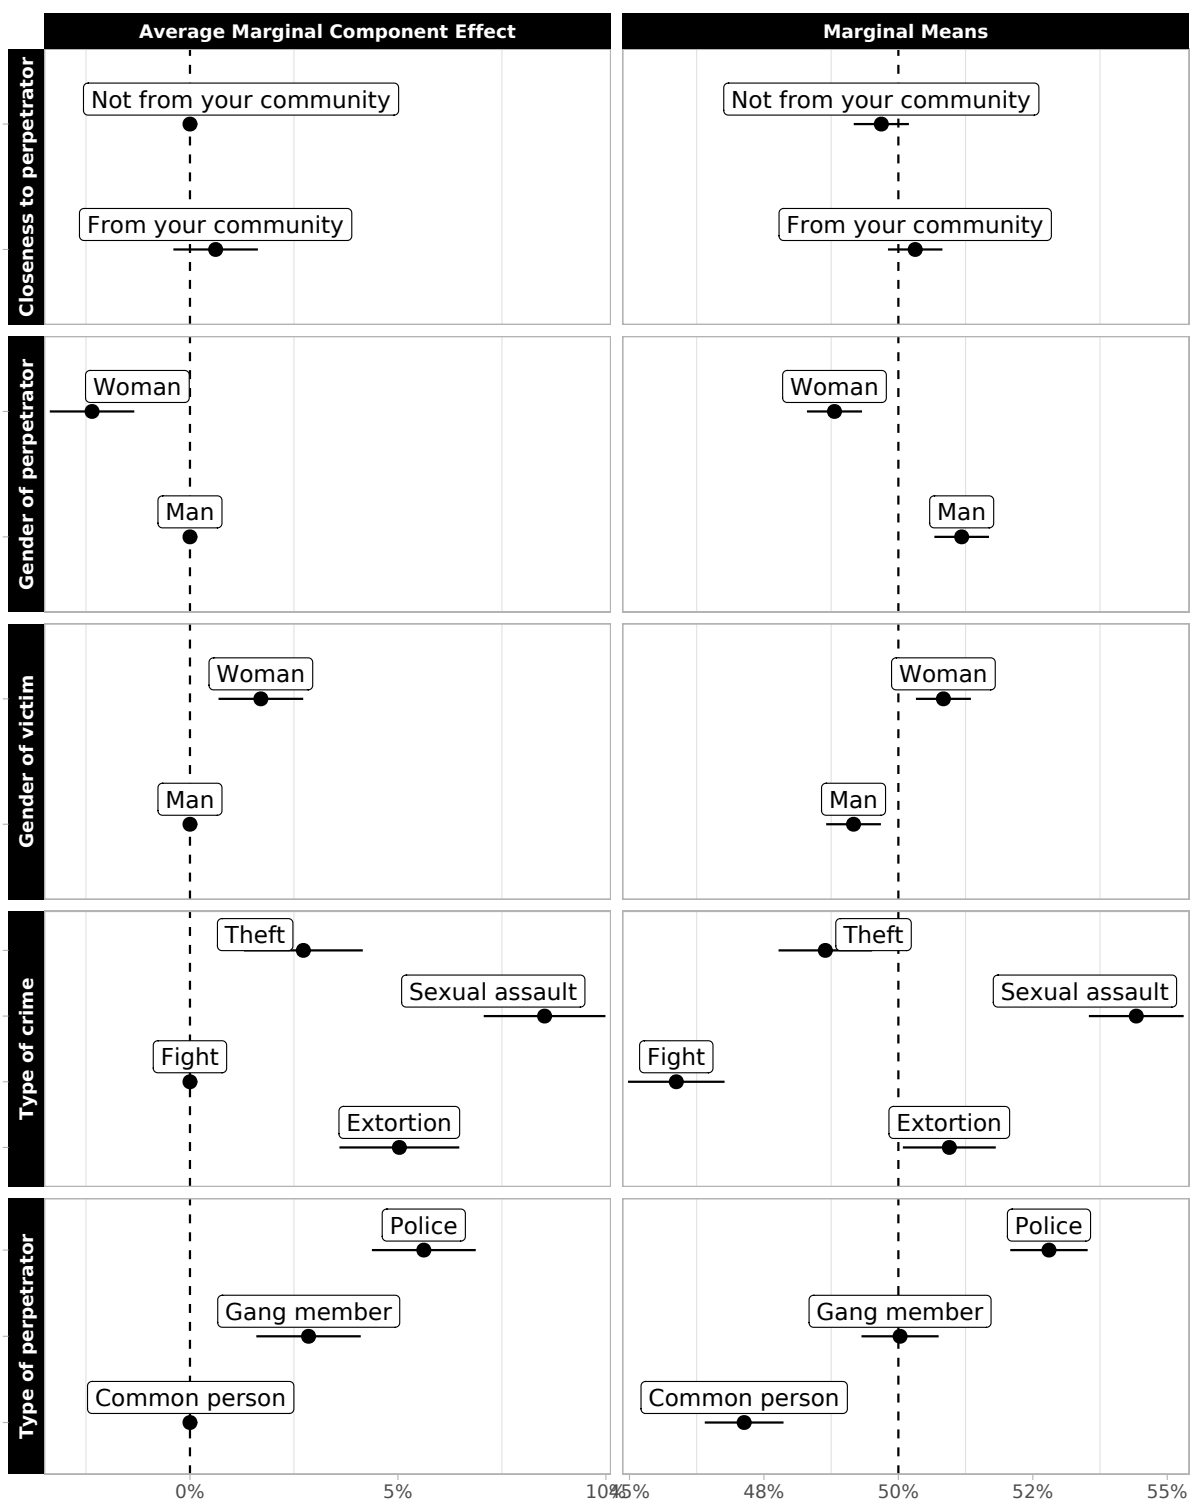 Average Marginal Component Effect
Marginal Means
Closeness to perpetrator
Not from your community
From your community
Not from your community
From your community
Gender of perpetrator
Woman
Man
Woman
Man
Gender of victim
Woman
Man
Woman
Man
Type of crime
Theft
Sexual assault
Fight
Extortion
Theft
Sexual assault
Fight
Extortion
Type of perpetrator
Police
Gang member
Common person
Police
Gang member
Common person
0% 5% 10%
45% 48% 50% 52% 55%